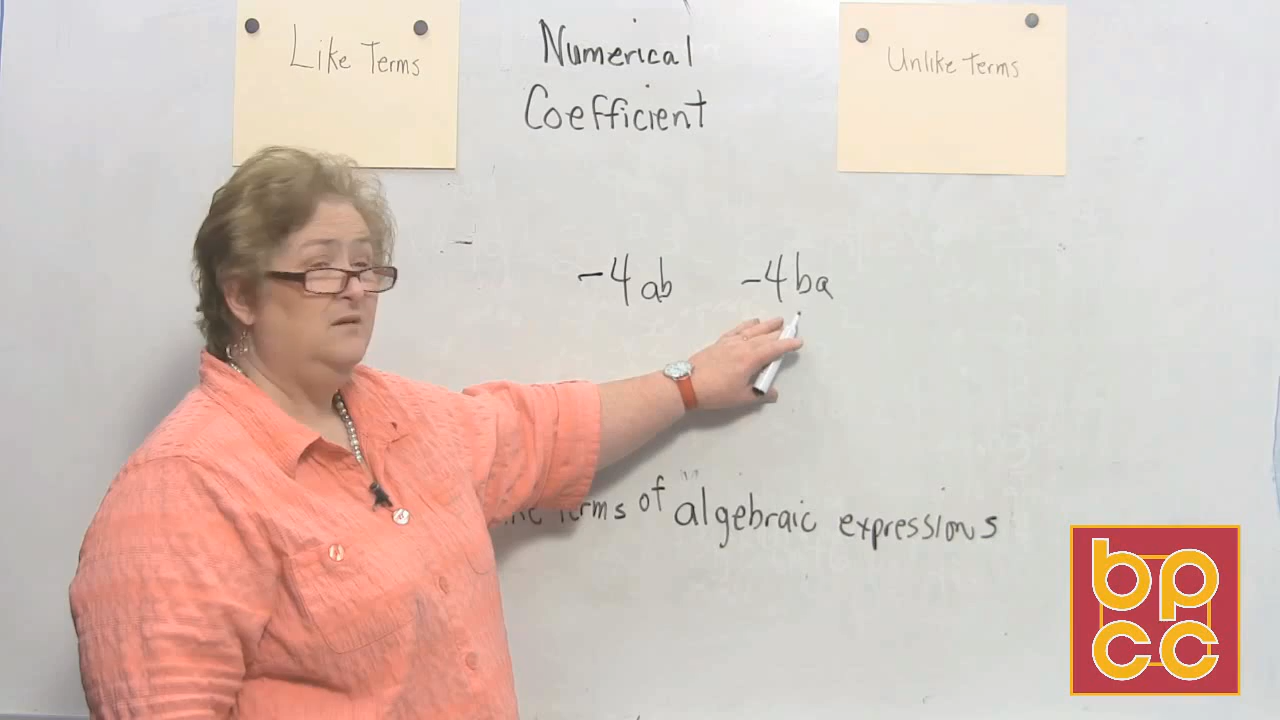 Like Terms
Numerical
Coefficient
Unlike Terms
-4ab -4ba
terms of algebraic expressions
bp
cc